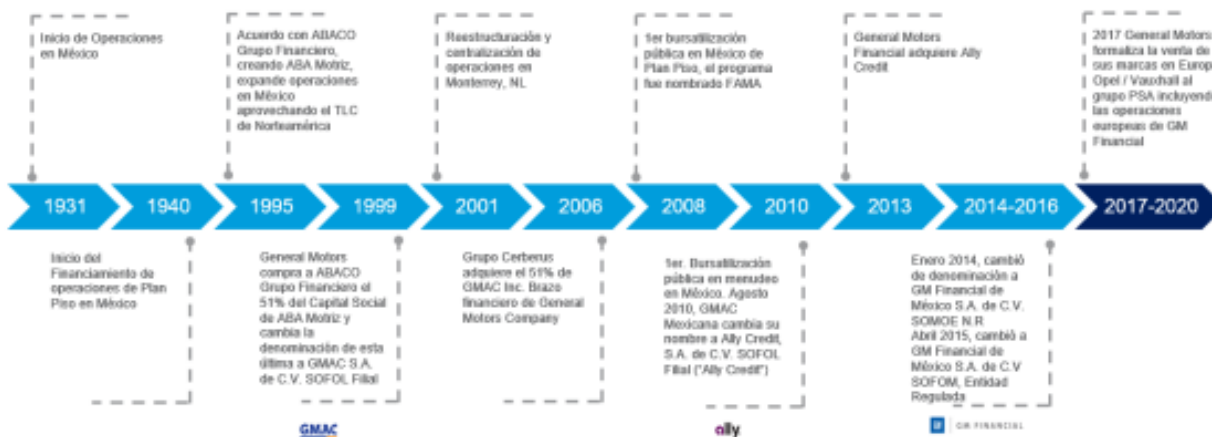 Inicio de Operaciones
en México
Acuerdo con ABACO
Grupo Financiero,
creando ABA Motriz,
expande operaciones
en México
aprovechando el TLC
de Norteamérica
Reestructuración y
centralización de
operaciones en
Monterrey, NL
1er bursatilización
pública en México de
Plan Piso, el programa
fue nombrado FAMA
General Motors
Financial adquiere Ally
Credit
2017 General Motors
formaliza la venta de
sus marcas en Europ
Opel / Vauxhall al
grupo PSA incluyend
las operaciones
europeas de GM
Financial
1931
1940
1995
1999
2001
2006
2008
2010
2013
2014-2016
2017-2020
Inicio del
Financiamiento de
operaciones de Plan
Piso en México
General Motors
compra a ABACO
Grupo Financiero el
51% del Capital Social
de ABA Motriz y
cambia la
denominación de esta
última a GMAC S.A.
de C.V. SOFOL Filial
Grupo Cerberus
adquiere el 51% de
GMAC Inc. Brazo
financiero de General
Motors Company
1er. Bursatilización
pública en menudeo
en México. Agosto
2010, GMAC
Mexicana cambia su
nombre a Ally Credit,
S.A. de C.V. SOFOL
Filial ("Ally Credit")
Enero 2014, cambió
de denominación a
GM Financial de
México S.A. de C.V.
SOMOE N.R
Abril 2015, cambió a
GM Financial de
México S.A. de C.V
SOFOM, Entidad
Regulada
GMAC
ally
GM FINANCIAL